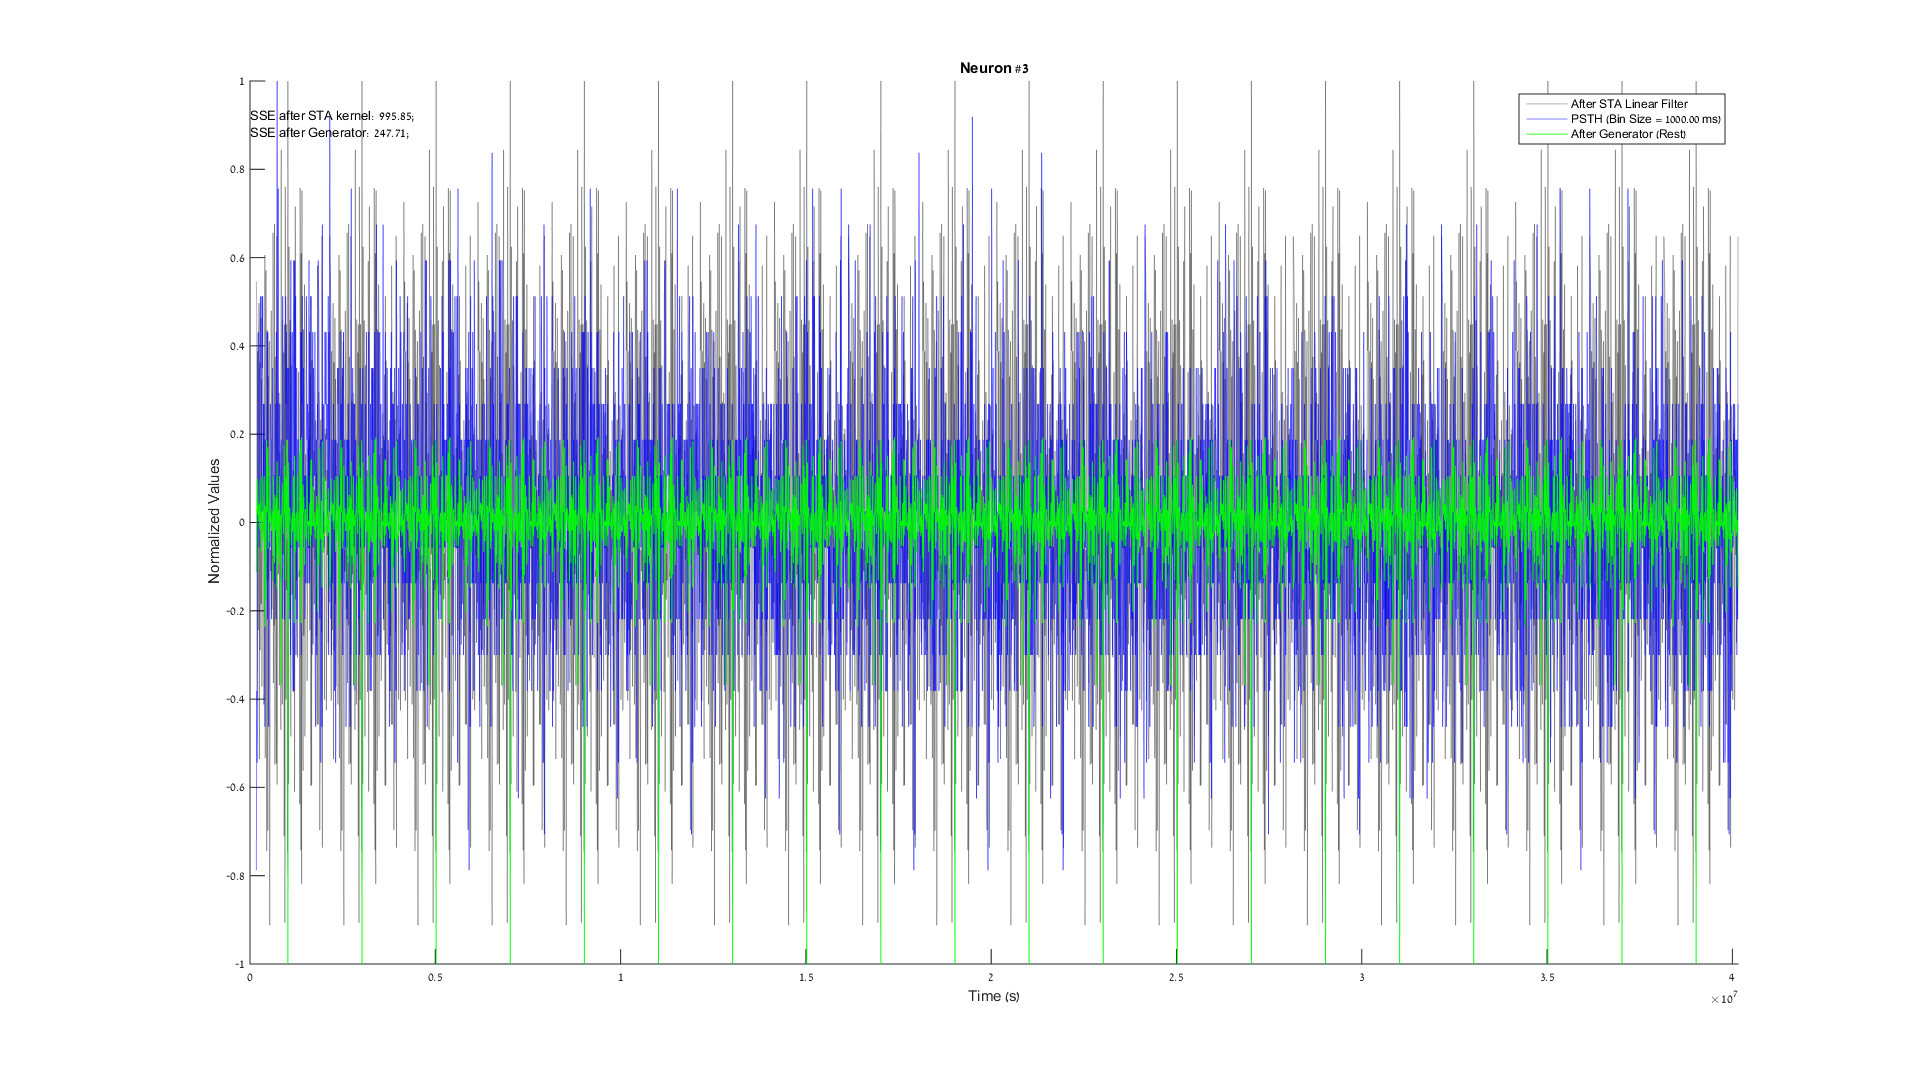 Neuron #3
SSE after STA kernel: 995.85;
SSE after Generator: 247.71;
After STA Linear Filter
PSTH (Bin Size = 1000.00 ms)
After Generator (Rest)
Normalized Values
1
0.8
0.6
0.4
0.2
0
-0.2
-0.4
-0.6
-0.8
-1
0 0.5 1 1.5 2 2.5 3 3.5 4
×10^7
Time (s)